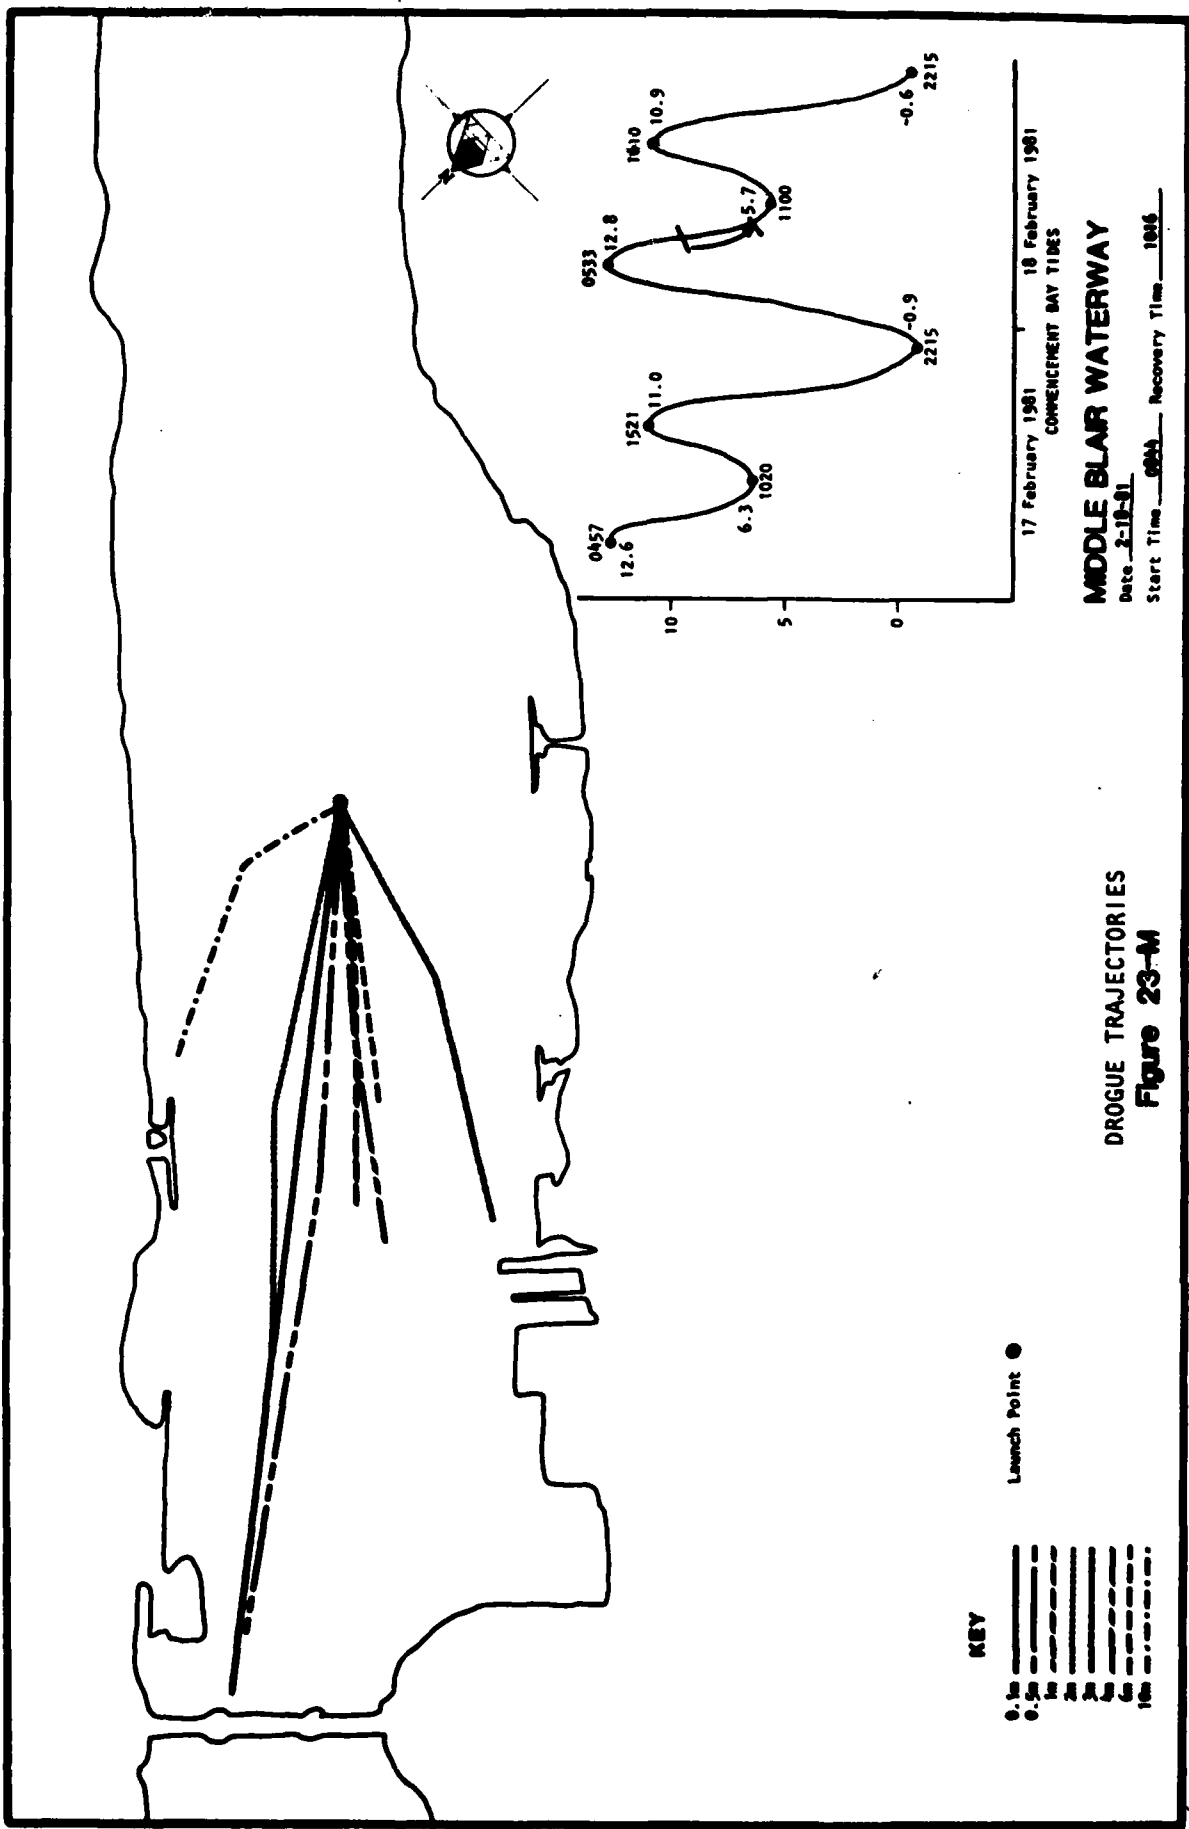 N
0457
12.6
6.3
1020
1521
11.0
-0.9
2215
0533
12.8
5.7
1100
1610
10.9
-0.6
2215
10
5
0
17 February 1981
18 February 1981
COMMENCEMENT BAY TIDES
MIDDLE BLAIR WATERWAY
Date 2-18-81
Start Time 0844 Recovery Time 1016
DROGUE TRAJECTORIES
Figure 23-M
KEY
Launch Point
0.1m
0.5m
1m
2m
3m
4m
6m
10m